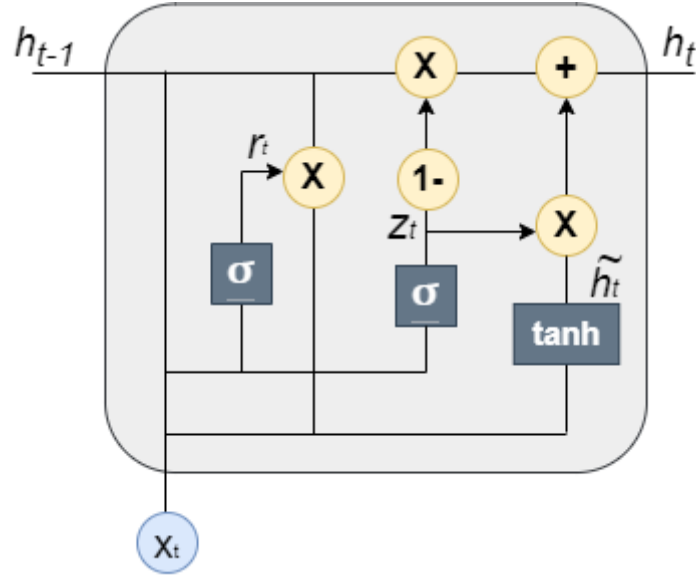 h_{t-1}
X
+
h_t
r_t
X
1-
z_t
X
σ
σ
h̃_t
tanh
x_t